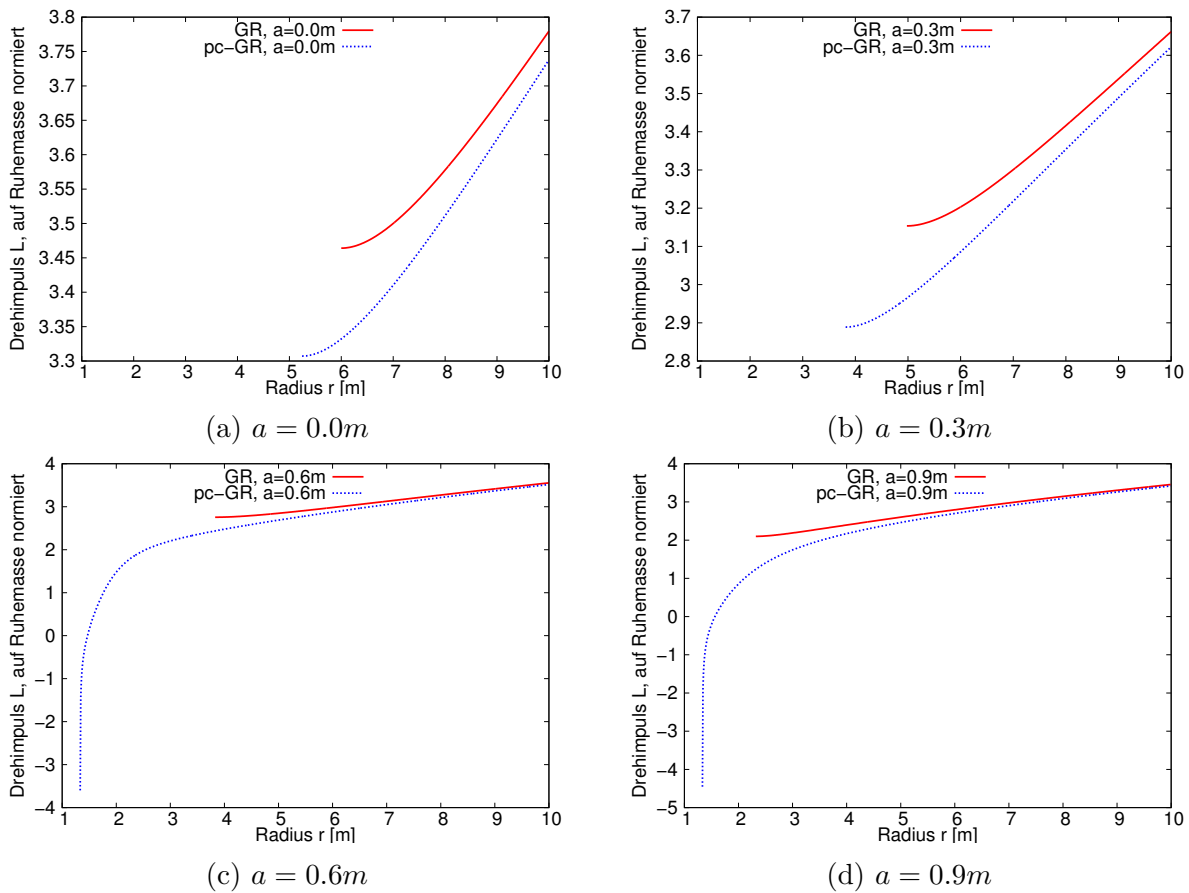 GR, a=0.0m
pc-GR, a=0.0m
Drehimpuls L, auf Ruhemasse normiert
3.8
3.75
3.7
3.65
3.6
3.55
3.5
3.45
3.4
3.35
3.3
1 2 3 4 5 6 7 8 9 10
Radius r [m]
(a) a = 0.0m
GR, a=0.3m
pc-GR, a=0.3m
Drehimpuls L, auf Ruhemasse normiert
3.7
3.6
3.5
3.4
3.3
3.2
3.1
3
2.9
2.8
1 2 3 4 5 6 7 8 9 10
Radius r [m]
(b) a = 0.3m
GR, a=0.6m
pc-GR, a=0.6m
Drehimpuls L, auf Ruhemasse normiert
4
3
2
1
0
-1
-2
-3
-4
1 2 3 4 5 6 7 8 9 10
Radius r [m]
(c) a = 0.6m
GR, a=0.9m
pc-GR, a=0.9m
Drehimpuls L, auf Ruhemasse normiert
4
3
2
1
0
-1
-2
-3
-4
-5
1 2 3 4 5 6 7 8 9 10
Radius r [m]
(d) a = 0.9m